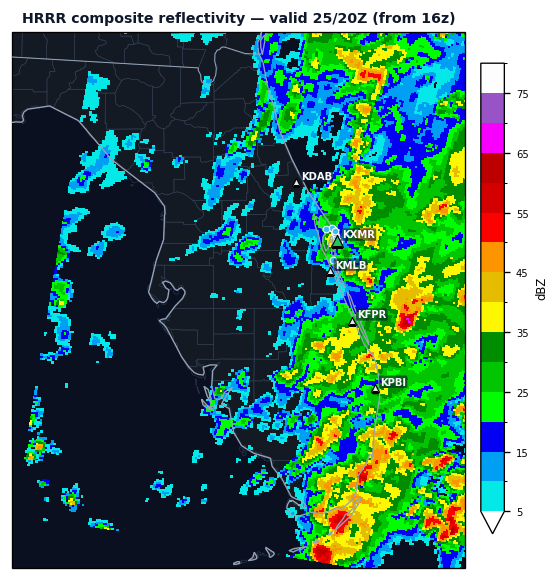 HRRR composite reflectivity — valid 25/20Z (from 16z)
KDAB
KXMR
KMLB
KFPR
KPBI
75
65
55
45
35
25
15
5
dBZ